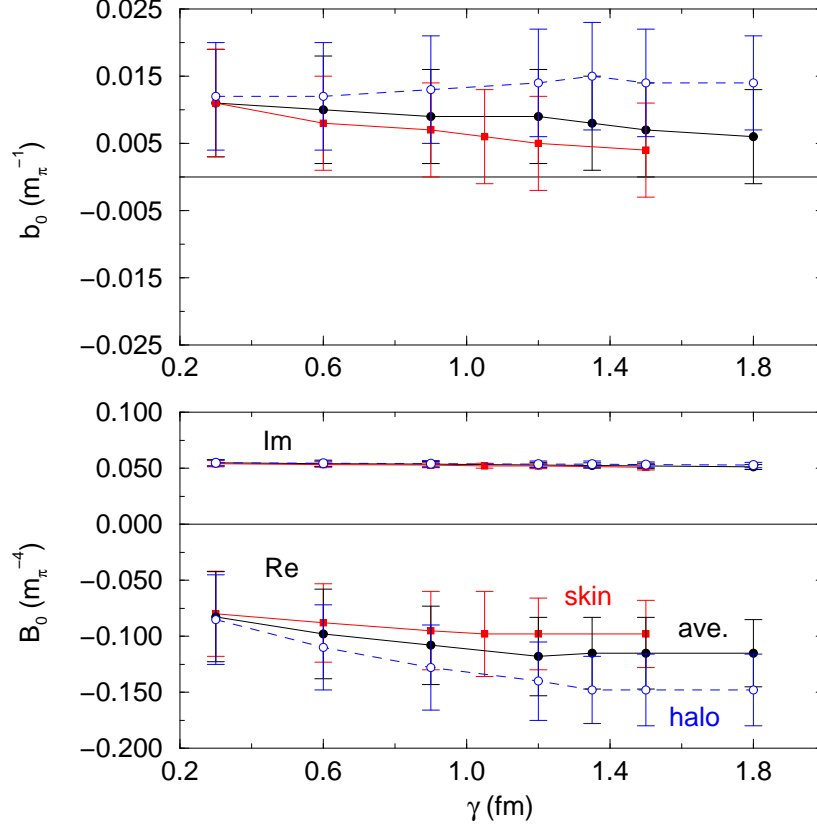 0.025
0.015
0.005
−0.005
−0.015
−0.025
b₀ (m_π⁻¹)
0.2 0.6 1.0 1.4 1.8
0.100
0.050
0.000
−0.050
−0.100
−0.150
−0.200
B₀ (m_π⁻⁴)
Im
Re
skin
ave.
halo
0.2 0.6 1.0 1.4 1.8
γ (fm)